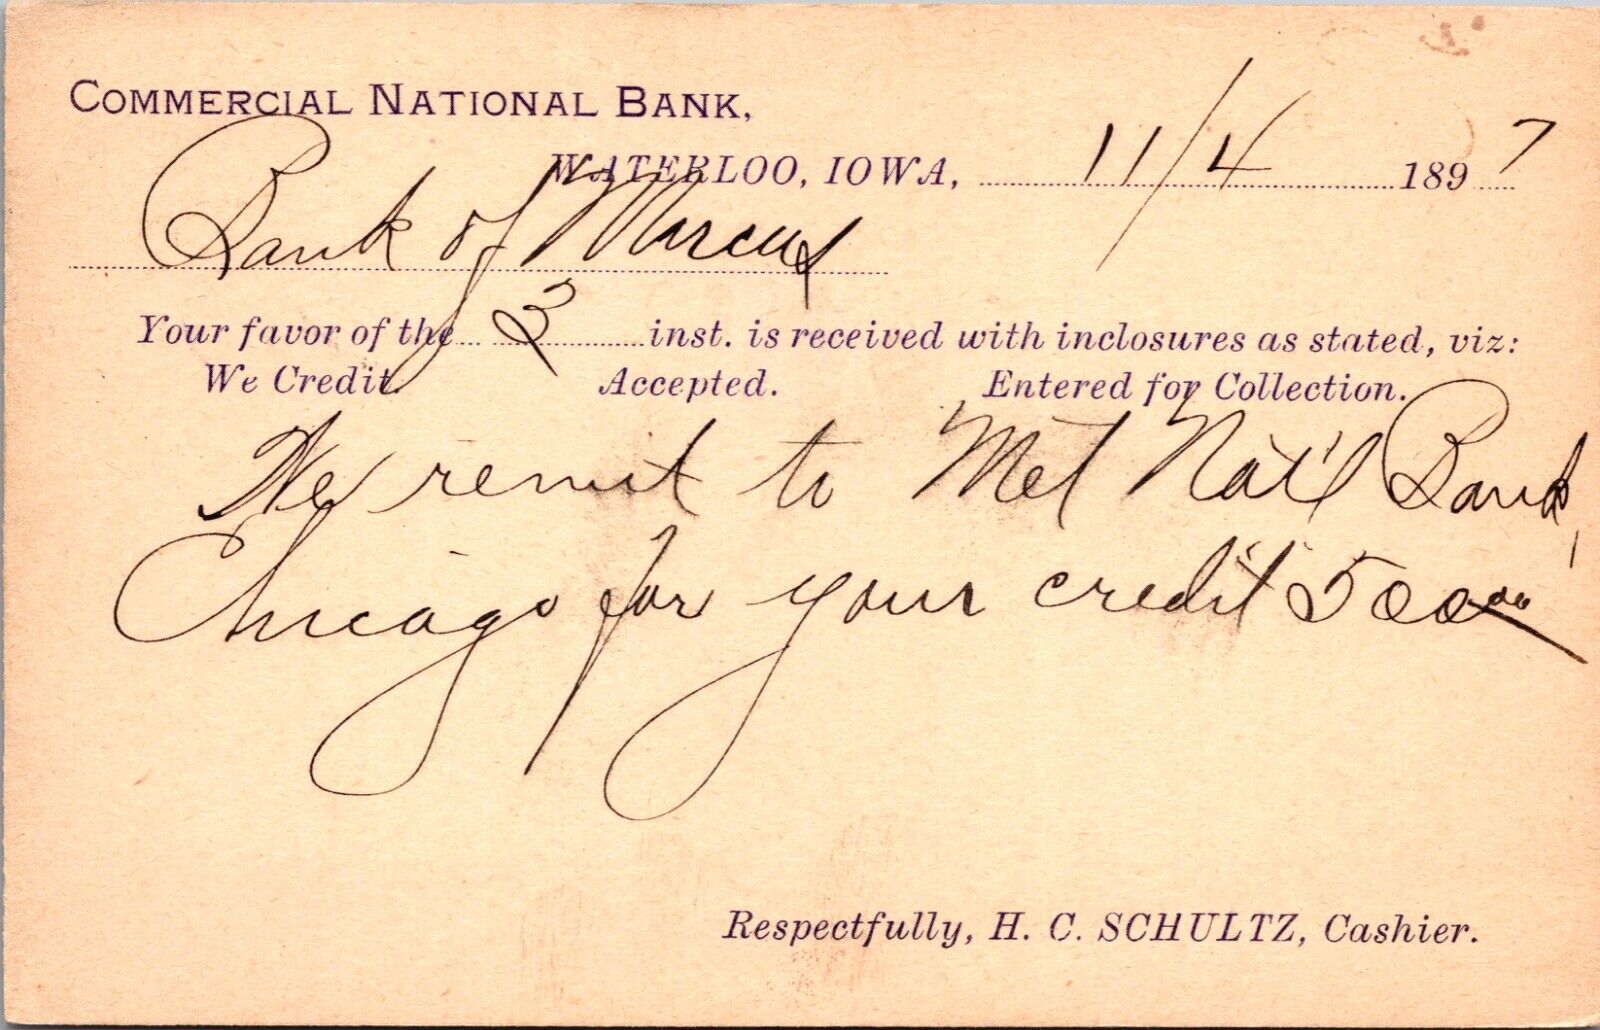 COMMERCIAL NATIONAL BANK,
WATERLOO, IOWA, 11/4 1897
Bank of Marcus
Your favor of the 3 inst. is received with inclosures as stated, viz:
We Credit. Accepted. Entered for Collection.
We remit to Met Nat'l Bank,
Chicago for your credit 500 00
Respectfully, H. C. SCHULTZ, Cashier.